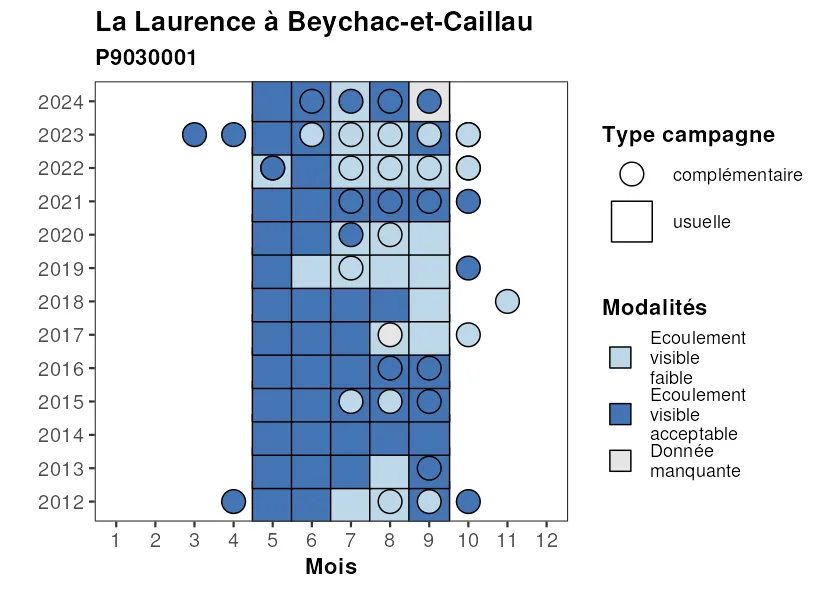 La Laurence à Beychac-et-Caillau
P9030001
2024
2023
2022
2021
2020
2019
2018
2017
2016
2015
2014
2013
2012
1 2 3 4 5 6 7 8 9 10 11 12
Mois
Type campagne
complémentaire
usuelle
Modalités
Ecoulement
visible
faible
Ecoulement
visible
acceptable
Donnée
manquante